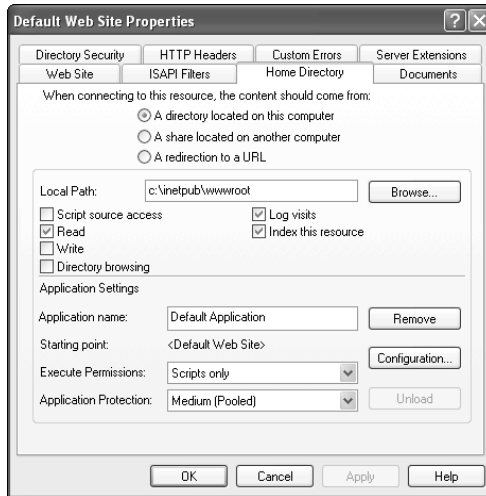 Default Web Site Properties
Directory Security HTTP Headers Custom Errors Server Extensions
Web Site ISAPI Filters Home Directory Documents
When connecting to this resource, the content should come from:
A directory located on this computer
A share located on another computer
A redirection to a URL
Local Path: c:\inetpub\wwwroot Browse...
Script source access Log visits
Read Index this resource
Write
Directory browsing
Application Settings
Application name: Default Application Remove
Starting point: <Default Web Site>
Configuration...
Execute Permissions: Scripts only
Application Protection: Medium (Pooled) Unload
OK Cancel Apply Help